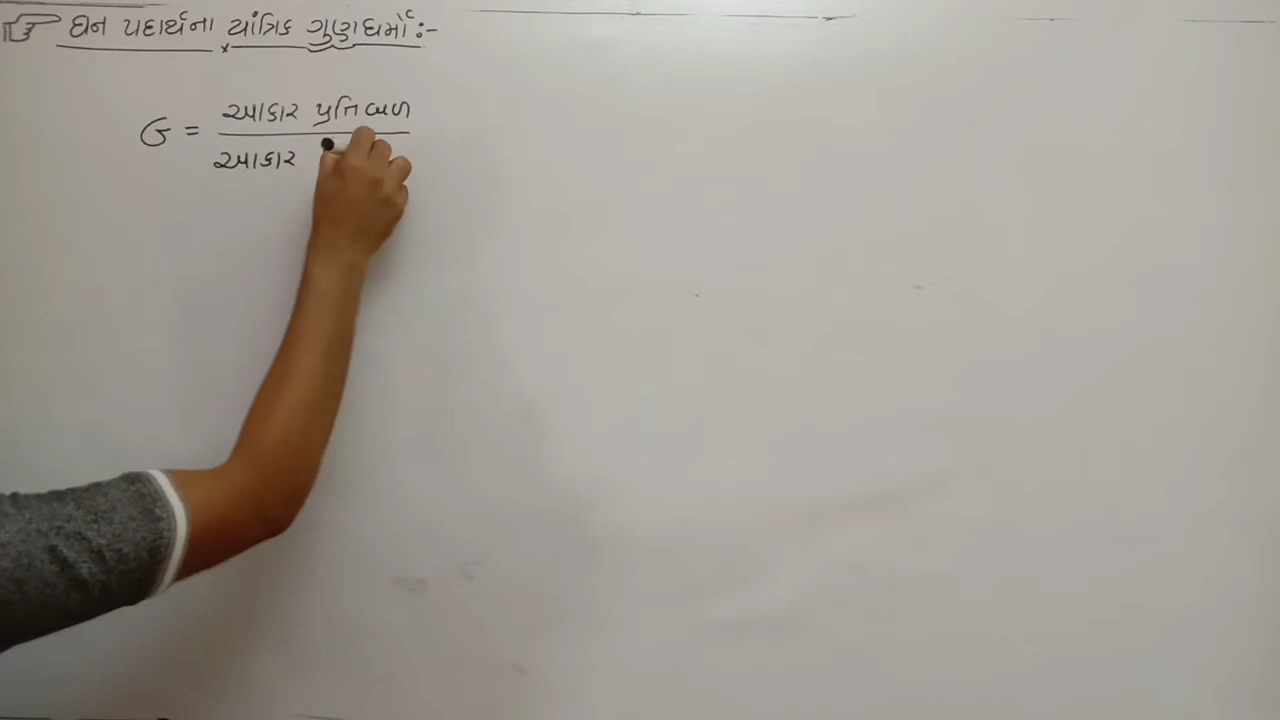 ઘન પદાર્થના યાંત્રિક ગુણધર્મો :-
G = આકાર પ્રતિબળ
આકાર